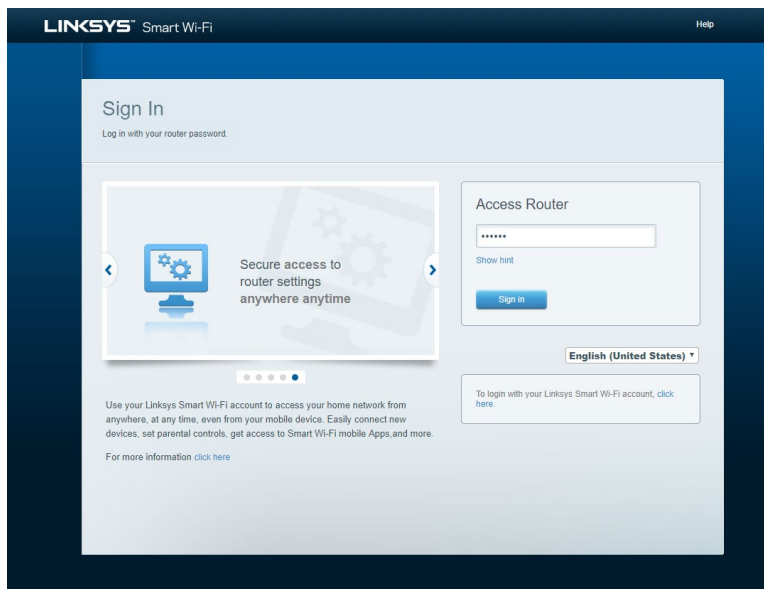 LINKSYS™ Smart Wi-Fi
Help
Sign In
Log in with your router password.
Secure access to
router settings
anywhere anytime
Use your Linksys Smart Wi-Fi account to access your home network from
anywhere, at any time, even from your mobile device. Easily connect new
devices, set parental controls, get access to Smart Wi-Fi mobile Apps,and more.
For more information click here
Access Router
••••••
Show hint
Sign in
English (United States)
To login with your Linksys Smart Wi-Fi account, click
here.